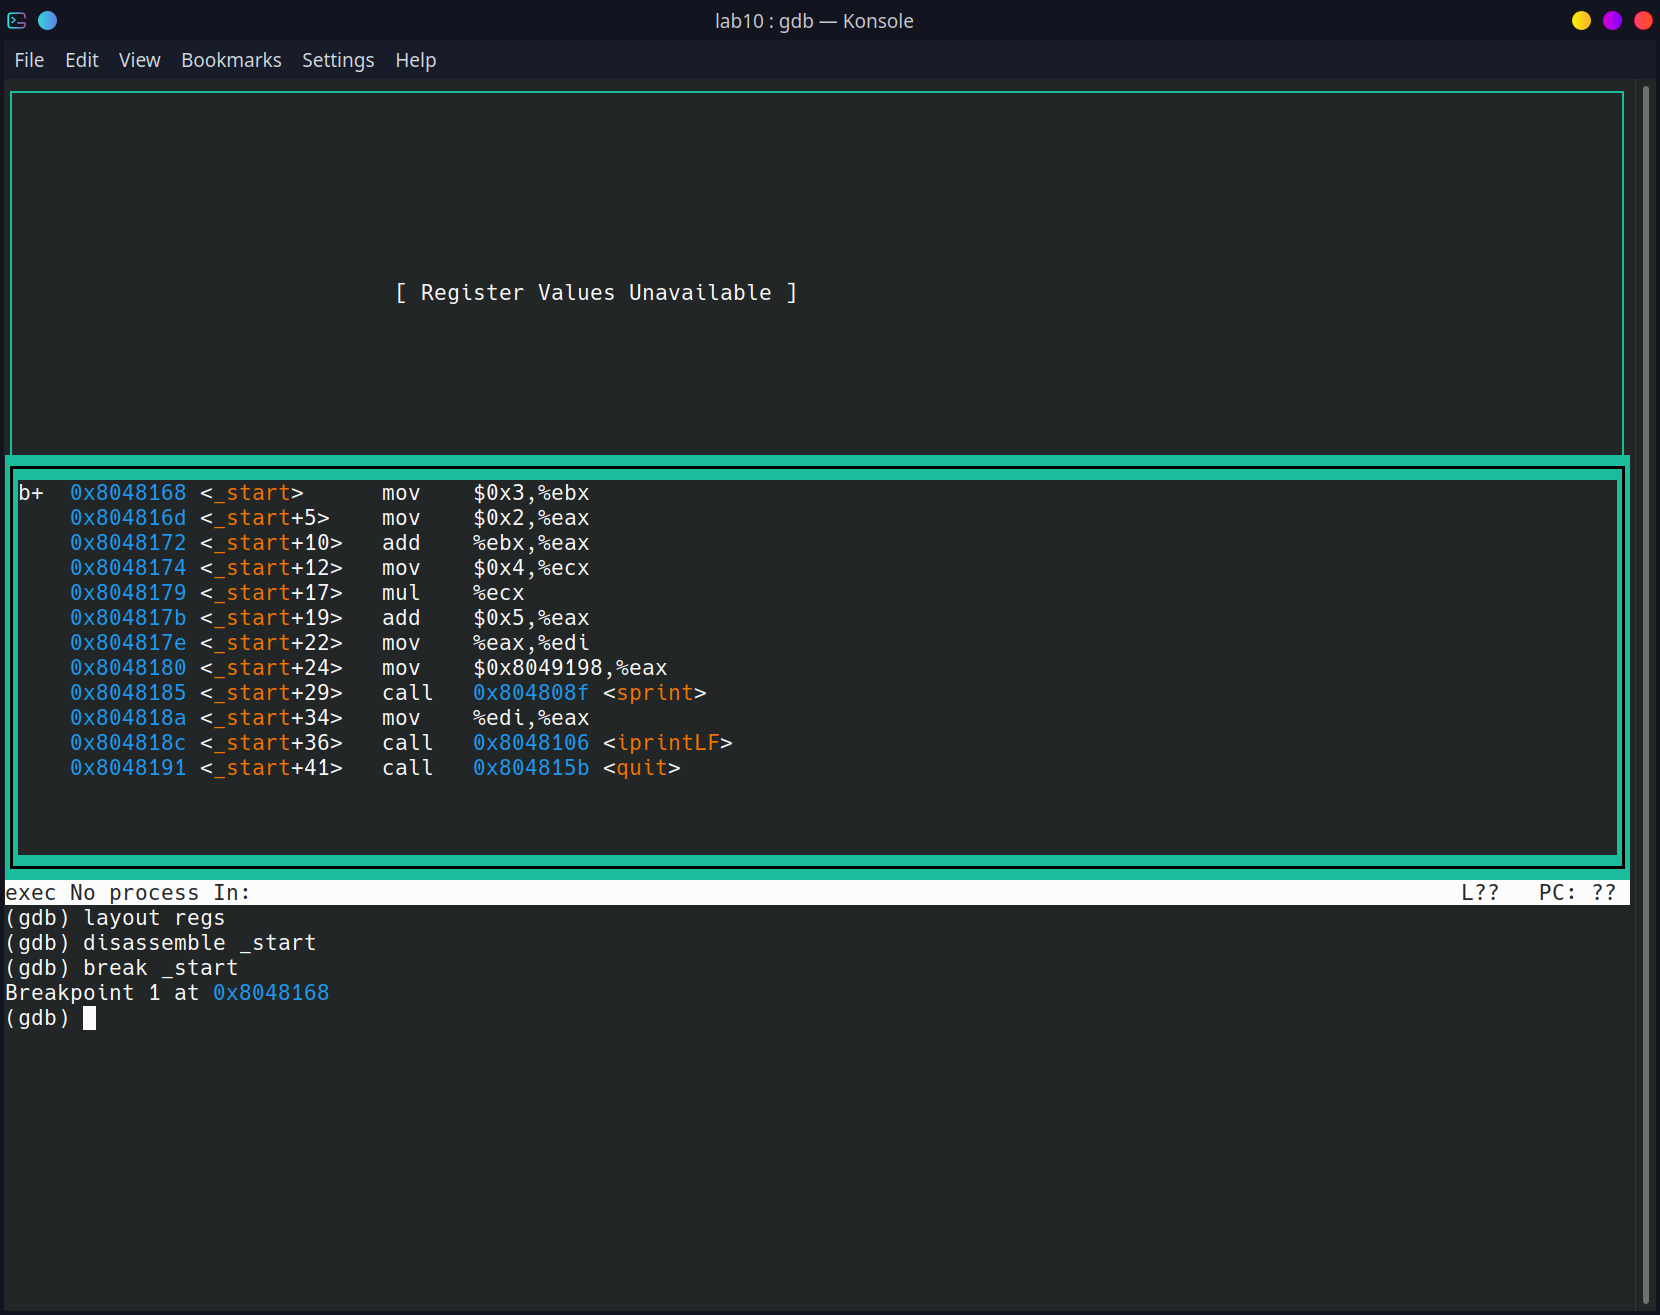 lab10 : gdb — Konsole
File Edit View Bookmarks Settings Help
[ Register Values Unavailable ]
b+ 0x8048168 <_start> mov $0x3,%ebx
0x804816d <_start+5> mov $0x2,%eax
0x8048172 <_start+10> add %ebx,%eax
0x8048174 <_start+12> mov $0x4,%ecx
0x8048179 <_start+17> mul %ecx
0x804817b <_start+19> add $0x5,%eax
0x804817e <_start+22> mov %eax,%edi
0x8048180 <_start+24> mov $0x8049198,%eax
0x8048185 <_start+29> call 0x804808f <sprint>
0x804818a <_start+34> mov %edi,%eax
0x804818c <_start+36> call 0x8048106 <iprintLF>
0x8048191 <_start+41> call 0x804815b <quit>
exec No process In: L?? PC: ??
(gdb) layout regs
(gdb) disassemble _start
(gdb) break _start
Breakpoint 1 at 0x8048168
(gdb)